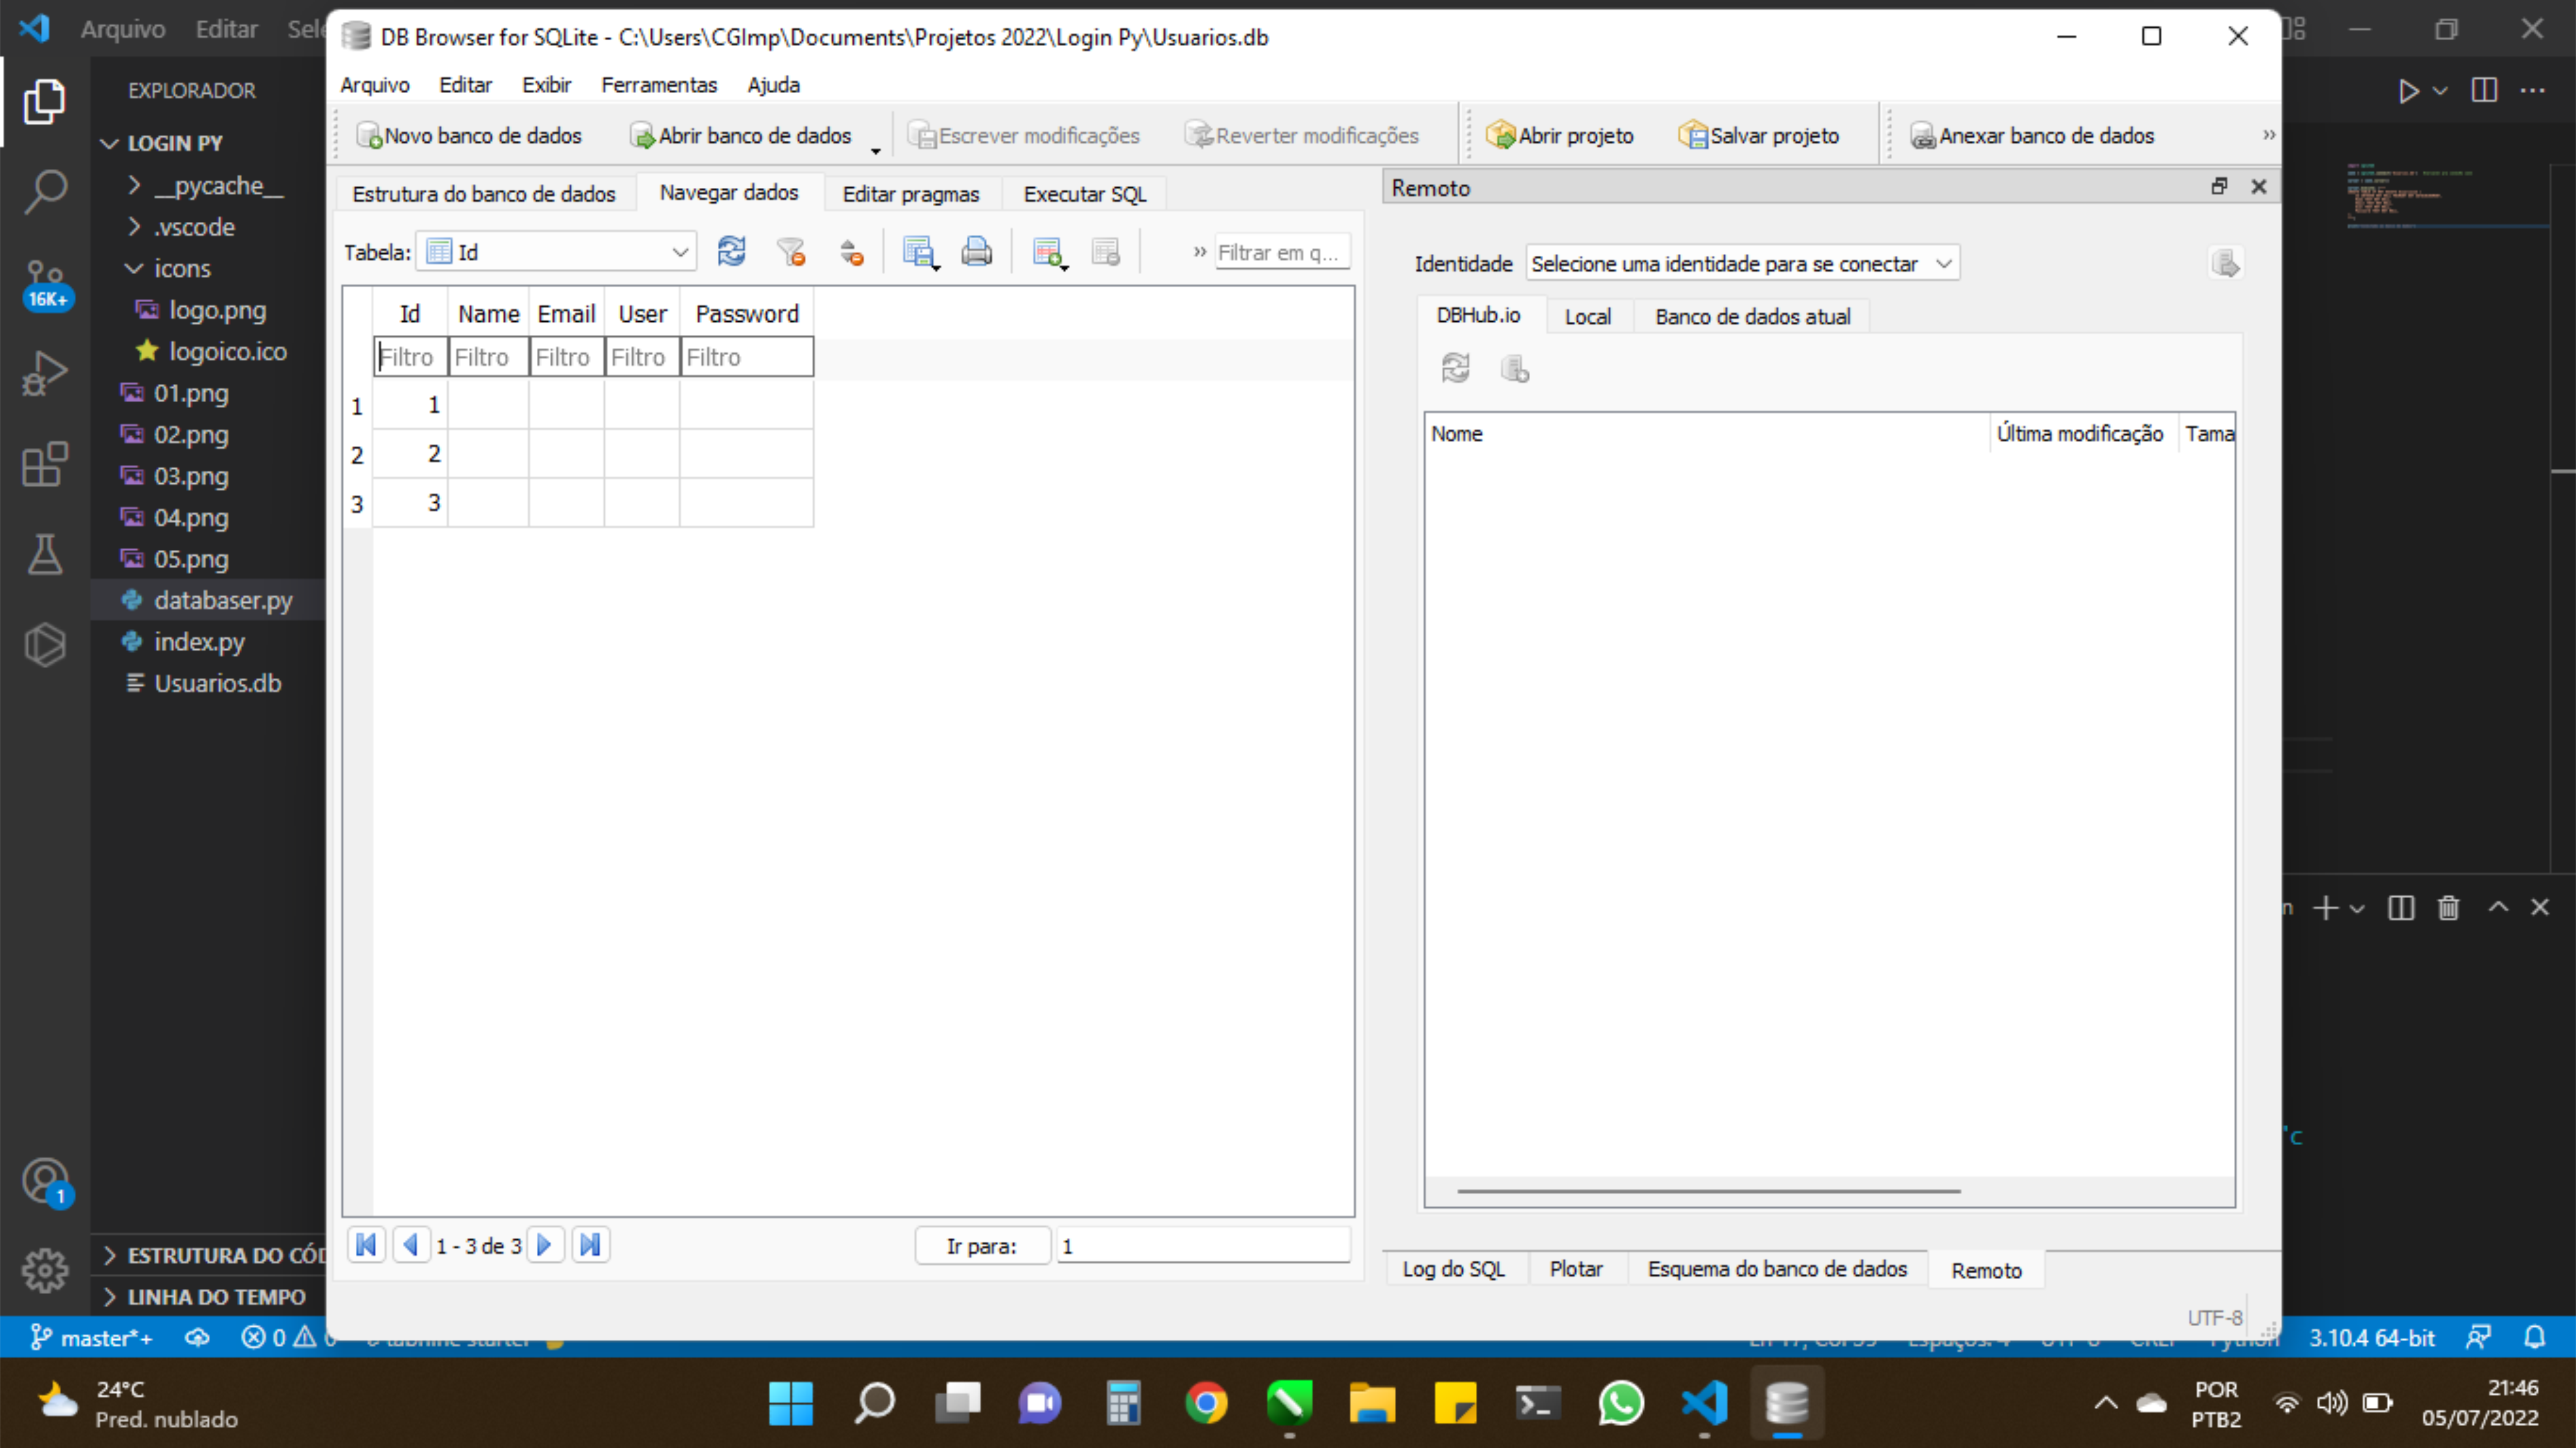 Arquivo Editar Sele
DB Browser for SQLite - C:\Users\CGImp\Documents\Projetos 2022\Login Py\Usuarios.db
Arquivo Editar Exibir Ferramentas Ajuda
Novo banco de dados Abrir banco de dados Escrever modificações Reverter modificações Abrir projeto Salvar projeto Anexar banco de dados »
EXPLORADOR
LOGIN PY
__pycache__
.vscode
icons
logo.png
logoico.ico
01.png
02.png
03.png
04.png
05.png
databaser.py
index.py
Usuarios.db
16K+
1
ESTRUTURA DO CÓD
LINHA DO TEMPO
Estrutura do banco de dados Navegar dados Editar pragmas Executar SQL
Tabela: Id » Filtrar em q...
Id Name Email User Password
Filtro Filtro Filtro Filtro Filtro
1 1
2 2
3 3
1 - 3 de 3 Ir para: 1
Remoto
Identidade Selecione uma identidade para se conectar
DBHub.io Local Banco de dados atual
Nome Última modificação Tama
Log do SQL Plotar Esquema do banco de dados Remoto
UTF-8
master*+ 0 0 3.10.4 64-bit
24°C
Pred. nublado
POR
PTB2
21:46
05/07/2022